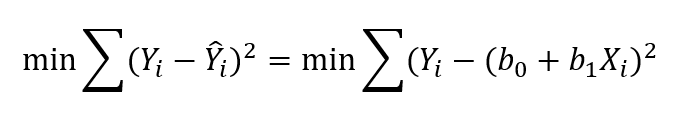 min ∑(Yᵢ − Ŷᵢ)² = min ∑(Yᵢ − (b₀ + b₁Xᵢ)²